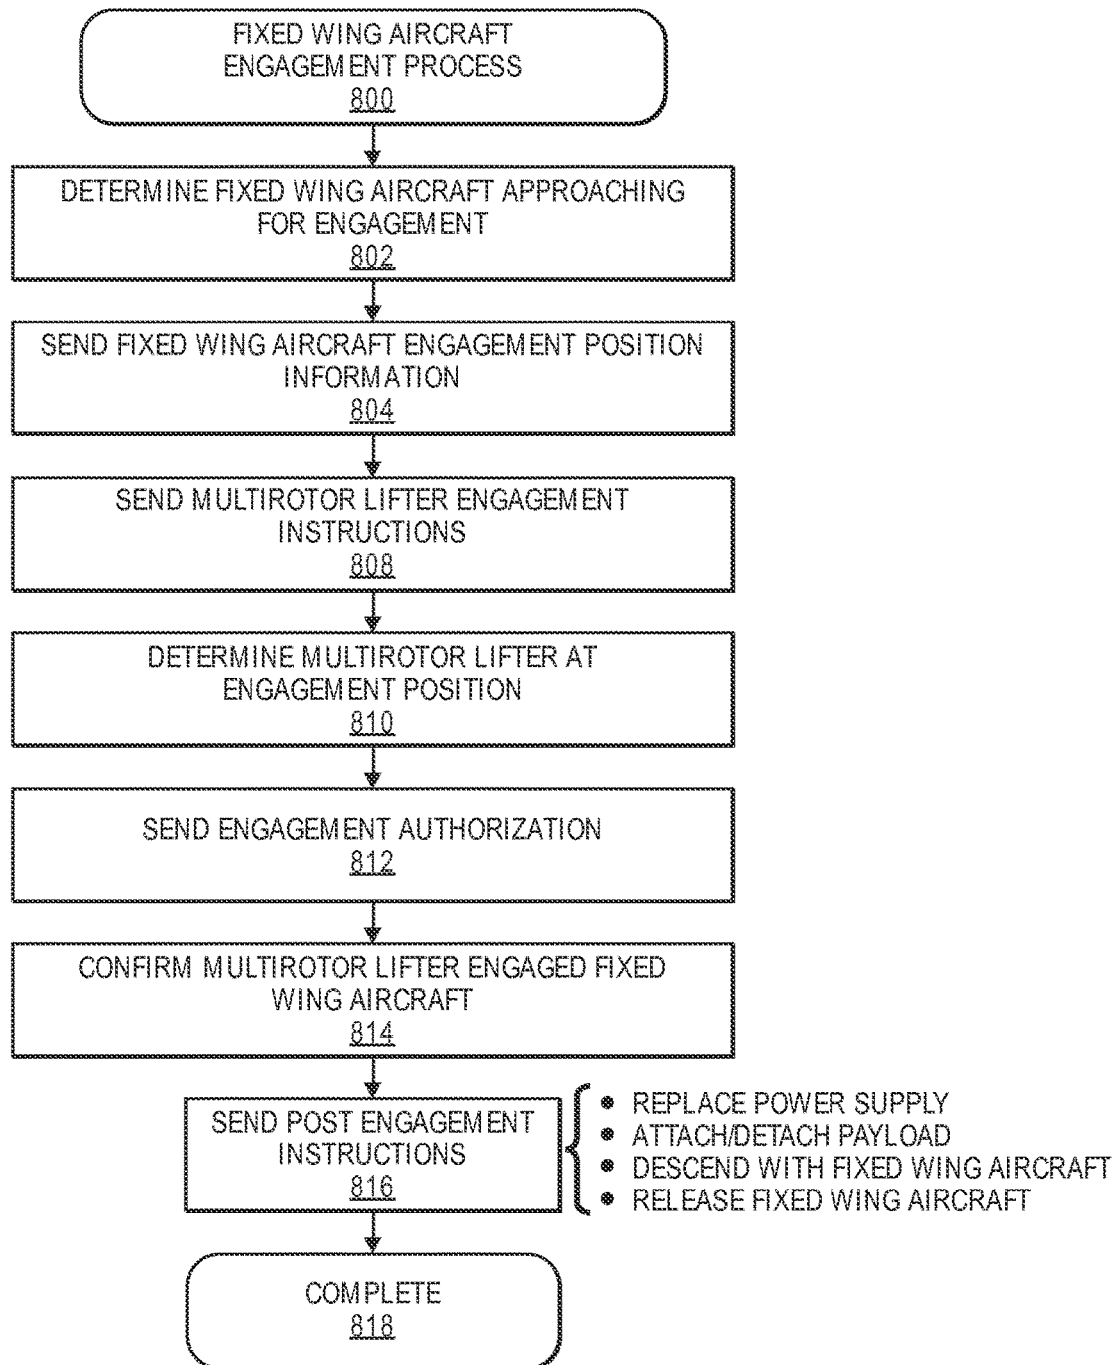 FIXED WING AIRCRAFT
ENGAGEMENT PROCESS
800
DETERMINE FIXED WING AIRCRAFT APPROACHING
FOR ENGAGEMENT
802
SEND FIXED WING AIRCRAFT ENGAGEMENT POSITION
INFORMATION
804
SEND MULTIROTOR LIFTER ENGAGEMENT
INSTRUCTIONS
808
DETERMINE MULTIROTOR LIFTER AT
ENGAGEMENT POSITION
810
SEND ENGAGEMENT AUTHORIZATION
812
CONFIRM MULTIROTOR LIFTER ENGAGED FIXED
WING AIRCRAFT
814
SEND POST ENGAGEMENT
INSTRUCTIONS
816
• REPLACE POWER SUPPLY
• ATTACH/DETACH PAYLOAD
• DESCEND WITH FIXED WING AIRCRAFT
• RELEASE FIXED WING AIRCRAFT
COMPLETE
818